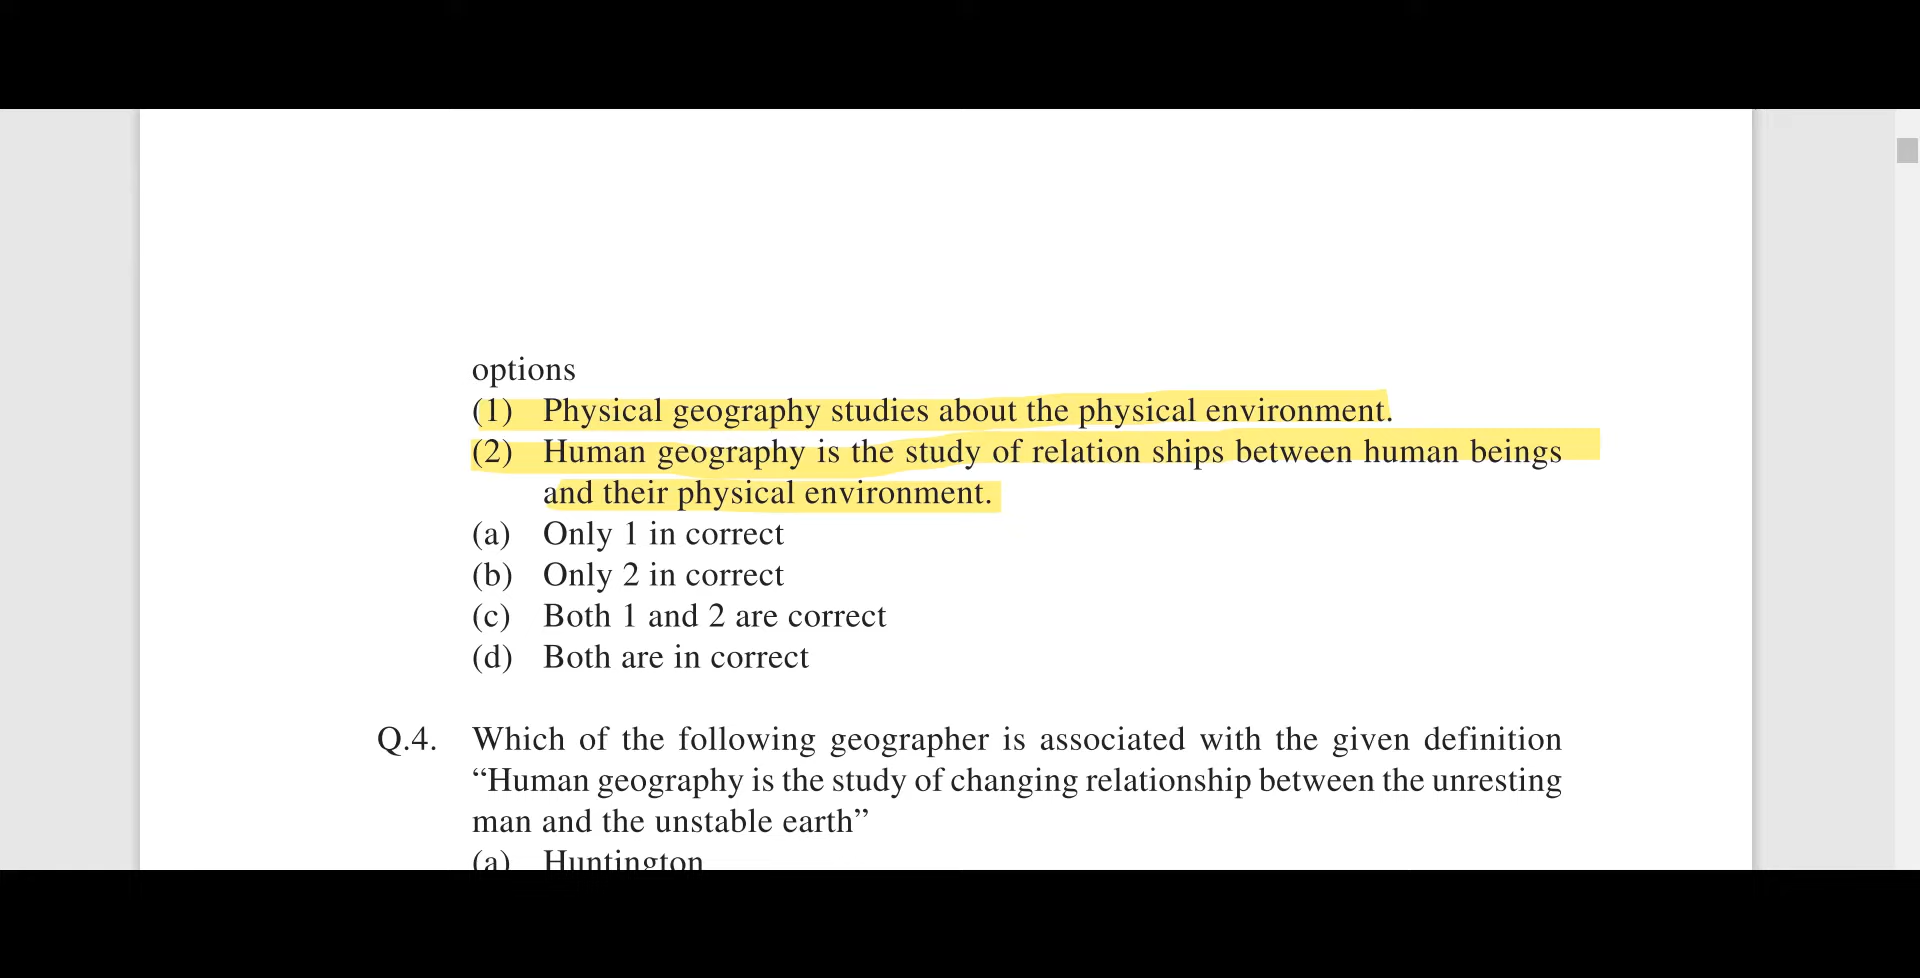 options
(1) Physical geography studies about the physical environment.
(2) Human geography is the study of relation ships between human beings
and their physical environment.
(a) Only 1 in correct
(b) Only 2 in correct
(c) Both 1 and 2 are correct
(d) Both are in correct
Q.4. Which of the following geographer is associated with the given definition
“Human geography is the study of changing relationship between the unresting
man and the unstable earth”
(a) Huntington